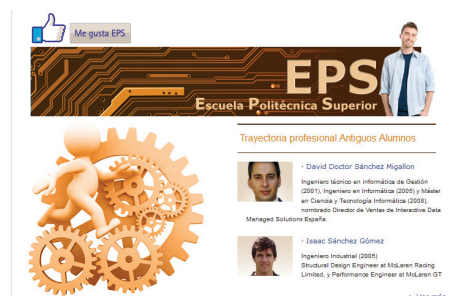 Me gusta EPS
EPS
Escuela Politécnica Superior
Trayectoria profesional Antiguos Alumnos
· David Doctor Sánchez Migallon
Ingeniero técnico en informática de Gestión
(2001), Ingeniero en Informática (2005) y Máster
en Ciencia y Tecnología Informática (2008),
nombrado Director de Ventas de Interactive Data
Managed Solutions España.
· Isaac Sánchez Gómez
Ingeniero Industrial (2005)
Structural Design Engineer at McLaren Racing
Limited, y Performance Engineer at McLaren GT